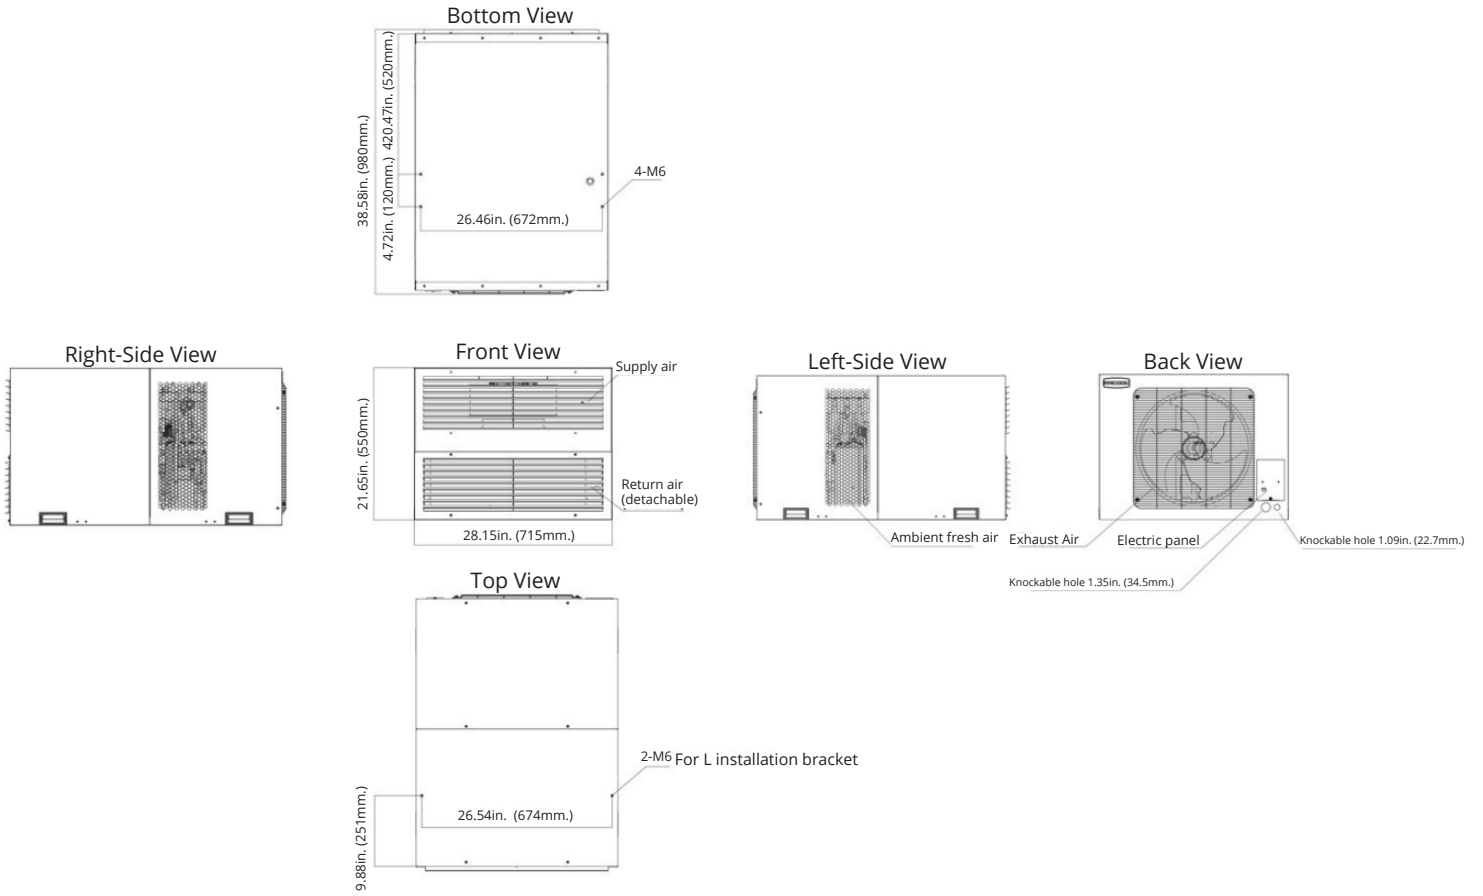 Bottom View
38.58in. (980mm.)
420.47in. (520mm.)
4.72in. (120mm.)
4-M6
26.46in. (672mm.)
Right-Side View
Front View
Supply air
21.65in. (550mm.)
Return air
(detachable)
28.15in. (715mm.)
Left-Side View
Ambient fresh air
Back View
Exhaust Air
Electric panel
Knockable hole 1.09in. (22.7mm.)
Knockable hole 1.35in. (34.5mm.)
Top View
2-M6 For L installation bracket
26.54in. (674mm.)
9.88in. (251mm.)